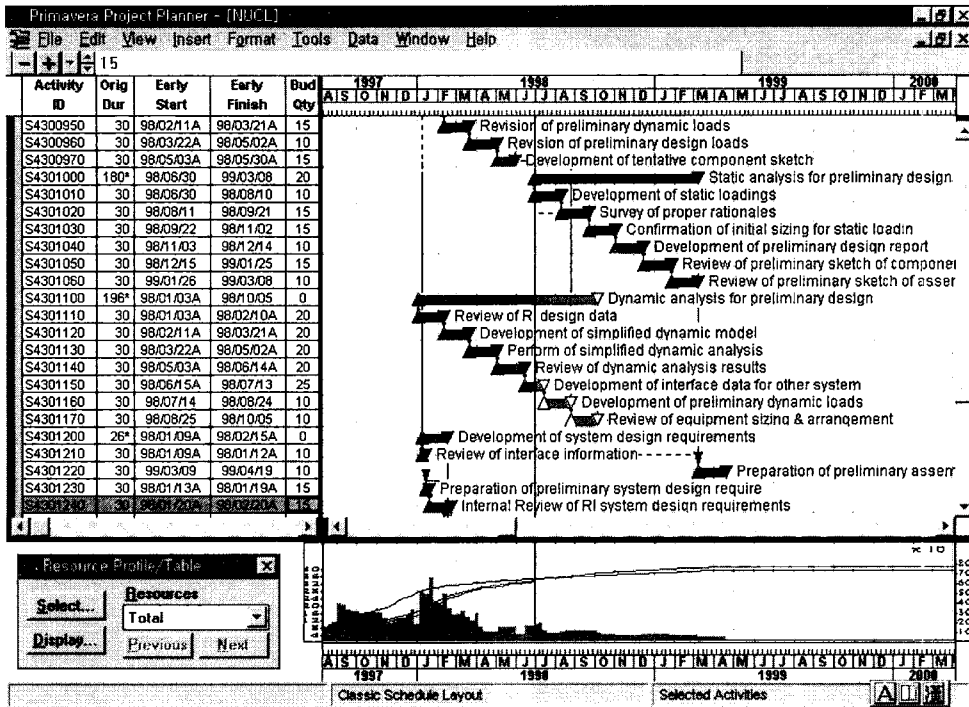 Primavera Project Planner - [NUCL]
File Edit View Insert Format Tools Data Window Help
15
Activity ID Orig Dur Early Start Early Finish Bud Qty
1997 1998 1999 2000
A S O N D J F M A M J J A S O N D J F M A M J J A S O N D J F M
S4300950 30 98/02/11A 98/03/21A 15 Revision of preliminary dynamic loads
S4300960 30 98/03/22A 98/05/02A 10 Revision of preliminary design loads
S4300970 30 98/05/03A 98/05/30A 15 Development of tentative component sketch
S4301000 180* 98/06/30 99/03/08 20 Static analysis for preliminary design
S4301010 30 98/06/30 98/08/10 10 Development of static loadings
S4301020 30 98/08/11 98/09/21 15 Survey of proper rationales
S4301030 30 98/09/22 98/11/02 15 Confirmation of initial sizing for static loadin
S4301040 30 98/11/03 98/12/14 10 Development of preliminary design report
S4301050 30 98/12/15 99/01/25 15 Review of preliminary sketch of componer
S4301060 30 99/01/26 99/03/08 10 Review of preliminary sketch of asser
S4301100 196* 98/01/03A 98/10/05 0 Dynamic analysis for preliminary design
S4301110 30 98/01/03A 98/02/10A 20 Review of RI design data
S4301120 30 98/02/11A 98/03/21A 20 Development of simplified dynamic model
S4301130 30 98/03/22A 98/05/02A 20 Perform of simplified dynamic analysis
S4301140 30 98/05/03A 98/06/14A 20 Review of dynamic analysis results
S4301150 30 98/06/15A 98/07/13 25 Development of interface data for other system
S4301160 30 98/07/14 98/08/24 10 Development of preliminary dynamic loads
S4301170 30 98/08/25 98/10/05 10 Review of equipment sizing & arrangement
S4301200 26* 98/01/09A 98/02/15A 0 Development of system design requirements
S4301210 30 98/01/09A 98/01/12A 10 Review of interface information
S4301220 30 99/03/09 99/04/19 10 Preparation of preliminary assem
S4301230 30 98/01/13A 98/01/19A 15 Preparation of preliminary system design require
S4301240 30 98/01/20A 98/02/20A 15 Internal Review of RI system design requirements
Resource Profile/Table
Select...
Resources
Total
Display...
Previous Next
x 10
A S O N D J F M A M J J A S O N D J F M A M J J A S O N D J F M
1997 1998 1999 2000
Classic Schedule Layout Selected Activities
A